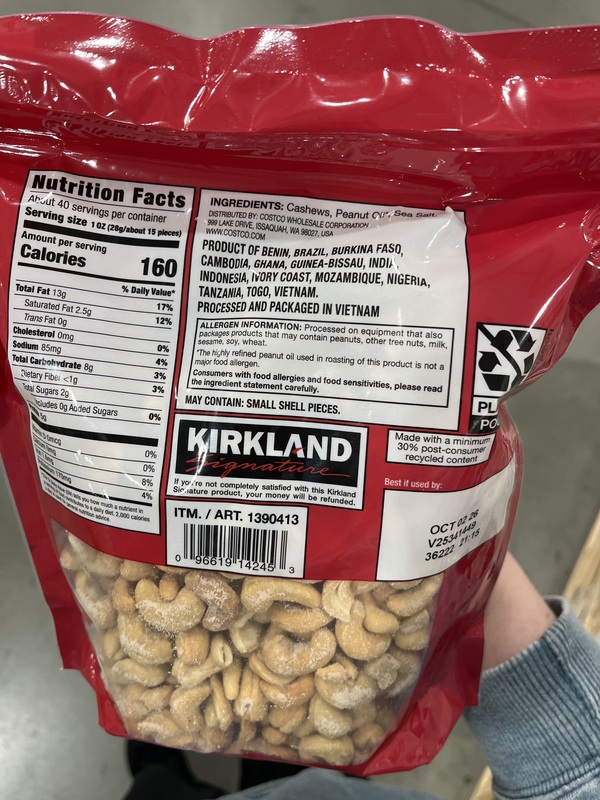 Nutrition Facts
About 40 servings per container
Serving size 1 OZ (28g/about 15 pieces)
Amount per serving
Calories 160
% Daily Value*
Total Fat 13g 17%
Saturated Fat 2.5g 12%
Trans Fat 0g
Cholesterol 0mg 0%
Sodium 85mg 4%
Total Carbohydrate 8g 3%
Dietary Fiber <1g 3%
Total Sugars 2g
Includes 0g Added Sugars 0%
0%
0%
8%
4%
INGREDIENTS: Cashews, Peanut Oil*, Sea Salt.
DISTRIBUTED BY: COSTCO WHOLESALE CORPORATION
999 LAKE DRIVE, ISSAQUAH, WA 98027, USA
WWW.COSTCO.COM
PRODUCT OF BENIN, BRAZIL, BURKINA FASO,
CAMBODIA, GHANA, GUINEA-BISSAU, INDIA,
INDONESIA, IVORY COAST, MOZAMBIQUE, NIGERIA,
TANZANIA, TOGO, VIETNAM.
PROCESSED AND PACKAGED IN VIETNAM
ALLERGEN INFORMATION: Processed on equipment that also
packages products that may contain peanuts, other tree nuts, milk,
sesame, soy, wheat.
*The highly refined peanut oil used in roasting of this product is not a
major food allergen.
Consumers with food allergies and food sensitivities, please read
the ingredient statement carefully.
MAY CONTAIN: SMALL SHELL PIECES.
KIRKLAND
Signature
If you're not completely satisfied with this Kirkland
Signature product, your money will be refunded.
ITM. / ART. 1390413
0 96619 14245 3
Made with a minimum
30% post-consumer
recycled content
Best if used by:
OCT 02 26
V25341449
36222 21:15